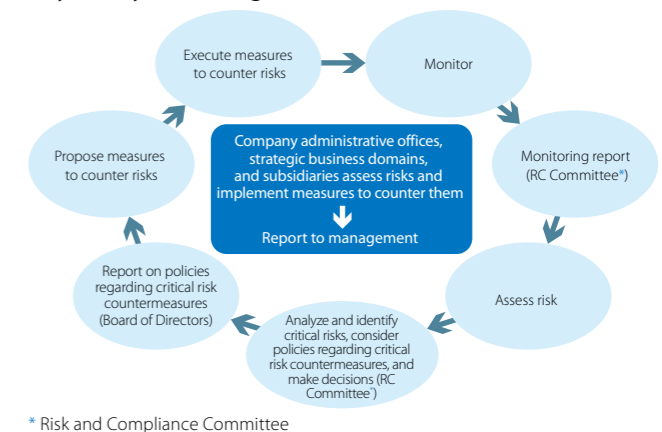 Execute measures
to counter risks
Monitor
Propose measures
to counter risks
Company administrative offices,
strategic business domains,
and subsidiaries assess risks and
implement measures to counter them
Report to management
Monitoring report
(RC Committee*)
Report on policies
regarding critical risk
countermeasures
(Board of Directors)
Assess risk
Analyze and identify
critical risks, consider
policies regarding critical
risk countermeasures, and
make decisions (RC
Committee*)
* Risk and Compliance Committee